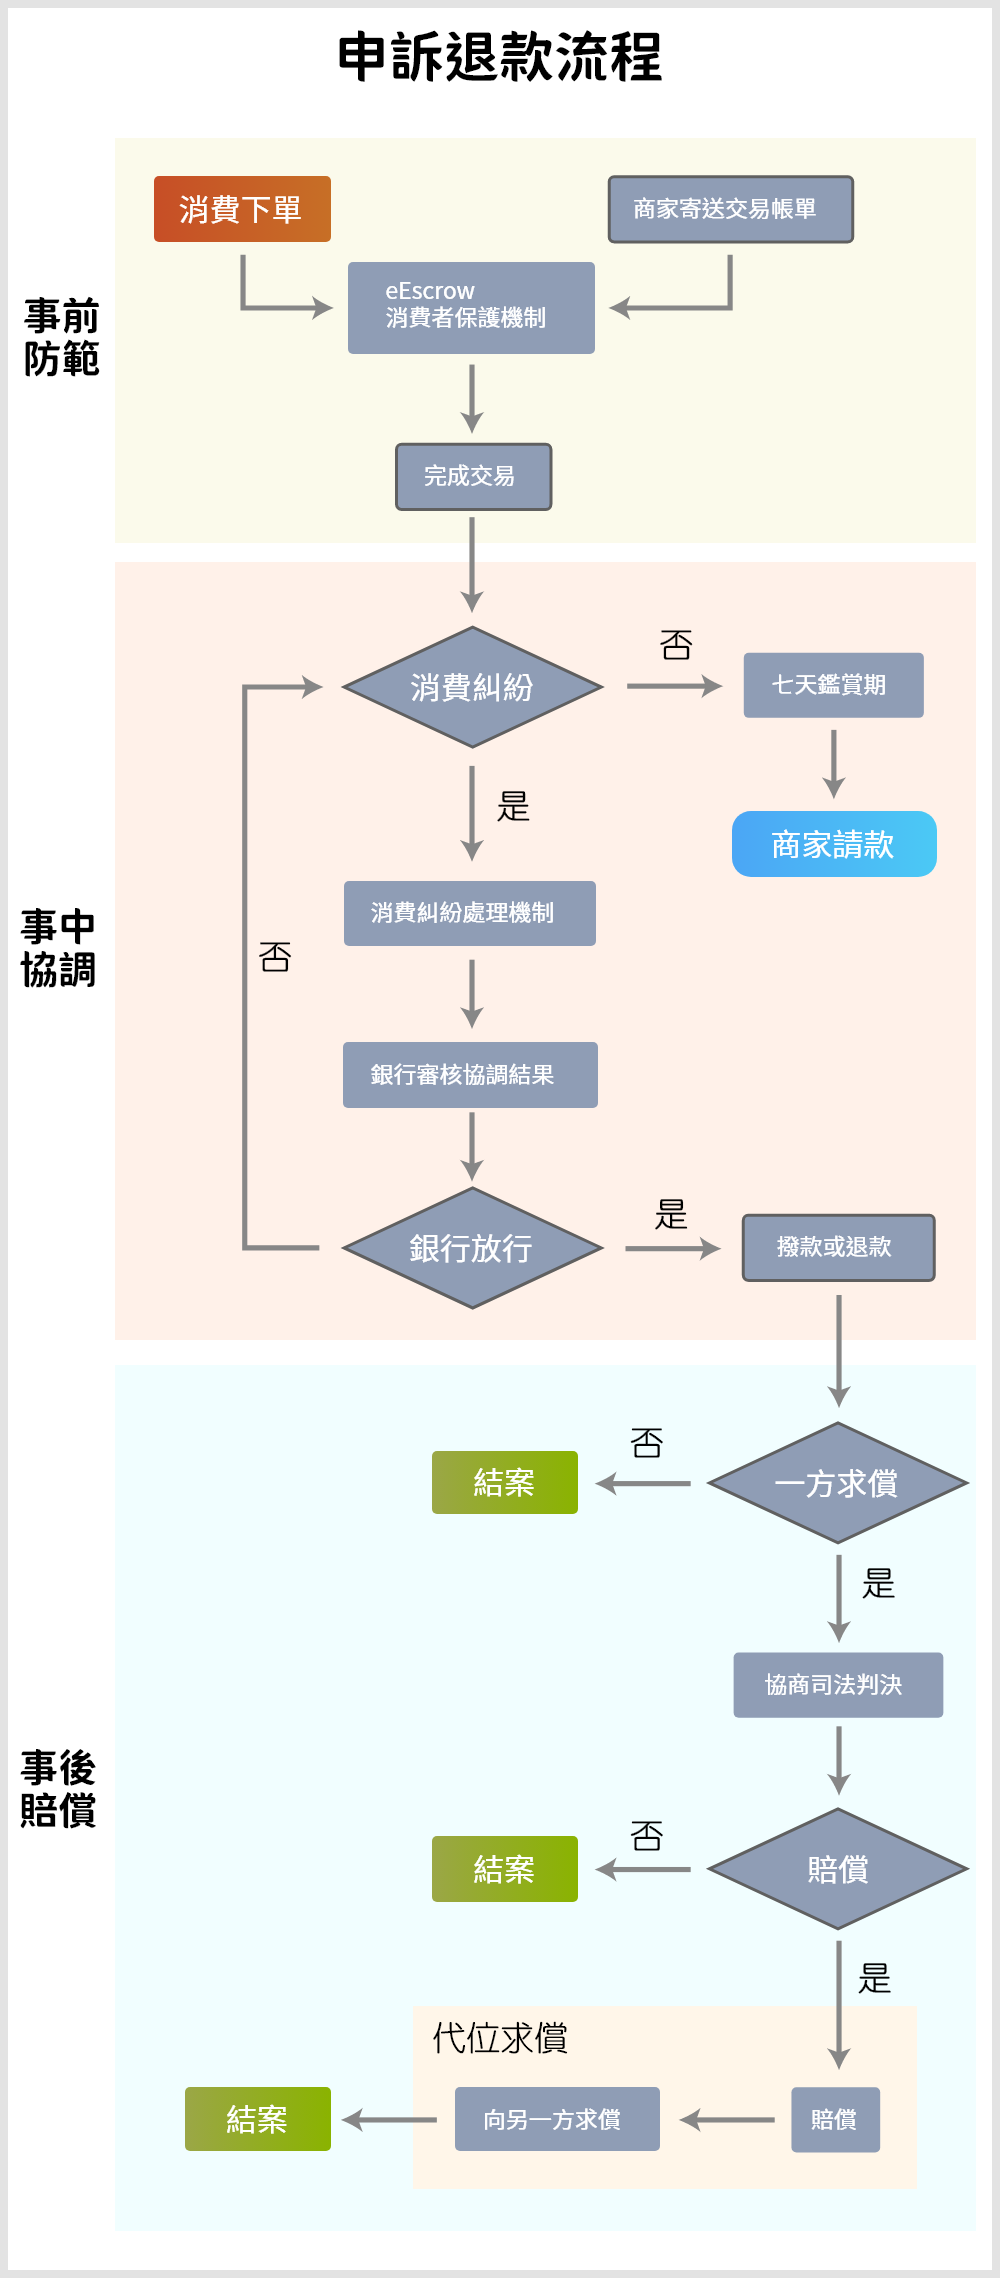 申訴退款流程
事前
防範
消費下單
商家寄送交易帳單
eEscrow
消費者保護機制
完成交易
事中
協調
消費糾紛
否
七天鑑賞期
商家請款
是
消費糾紛處理機制
否
銀行審核協調結果
銀行放行
是
撥款或退款
事後
賠償
一方求償
否
結案
是
協商司法判決
賠償
否
結案
是
代位求償
賠償
向另一方求償
結案